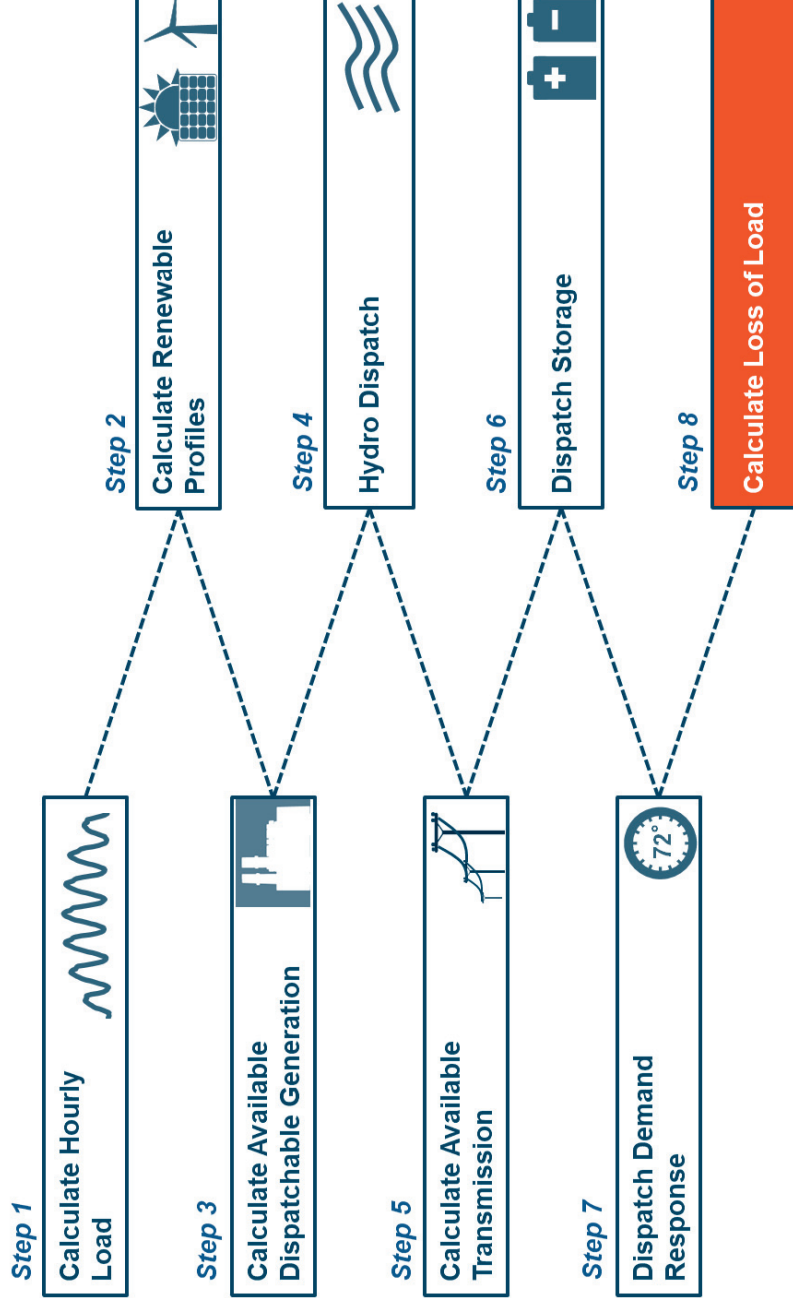 Step 1
Calculate Hourly
Load
Step 2
Calculate Renewable
Profiles
Step 3
Calculate Available
Dispatchable Generation
Step 4
Hydro Dispatch
Step 5
Calculate Available
Transmission
Step 6
Dispatch Storage
Step 7
Dispatch Demand
Response
72°
Step 8
Calculate Loss of Load